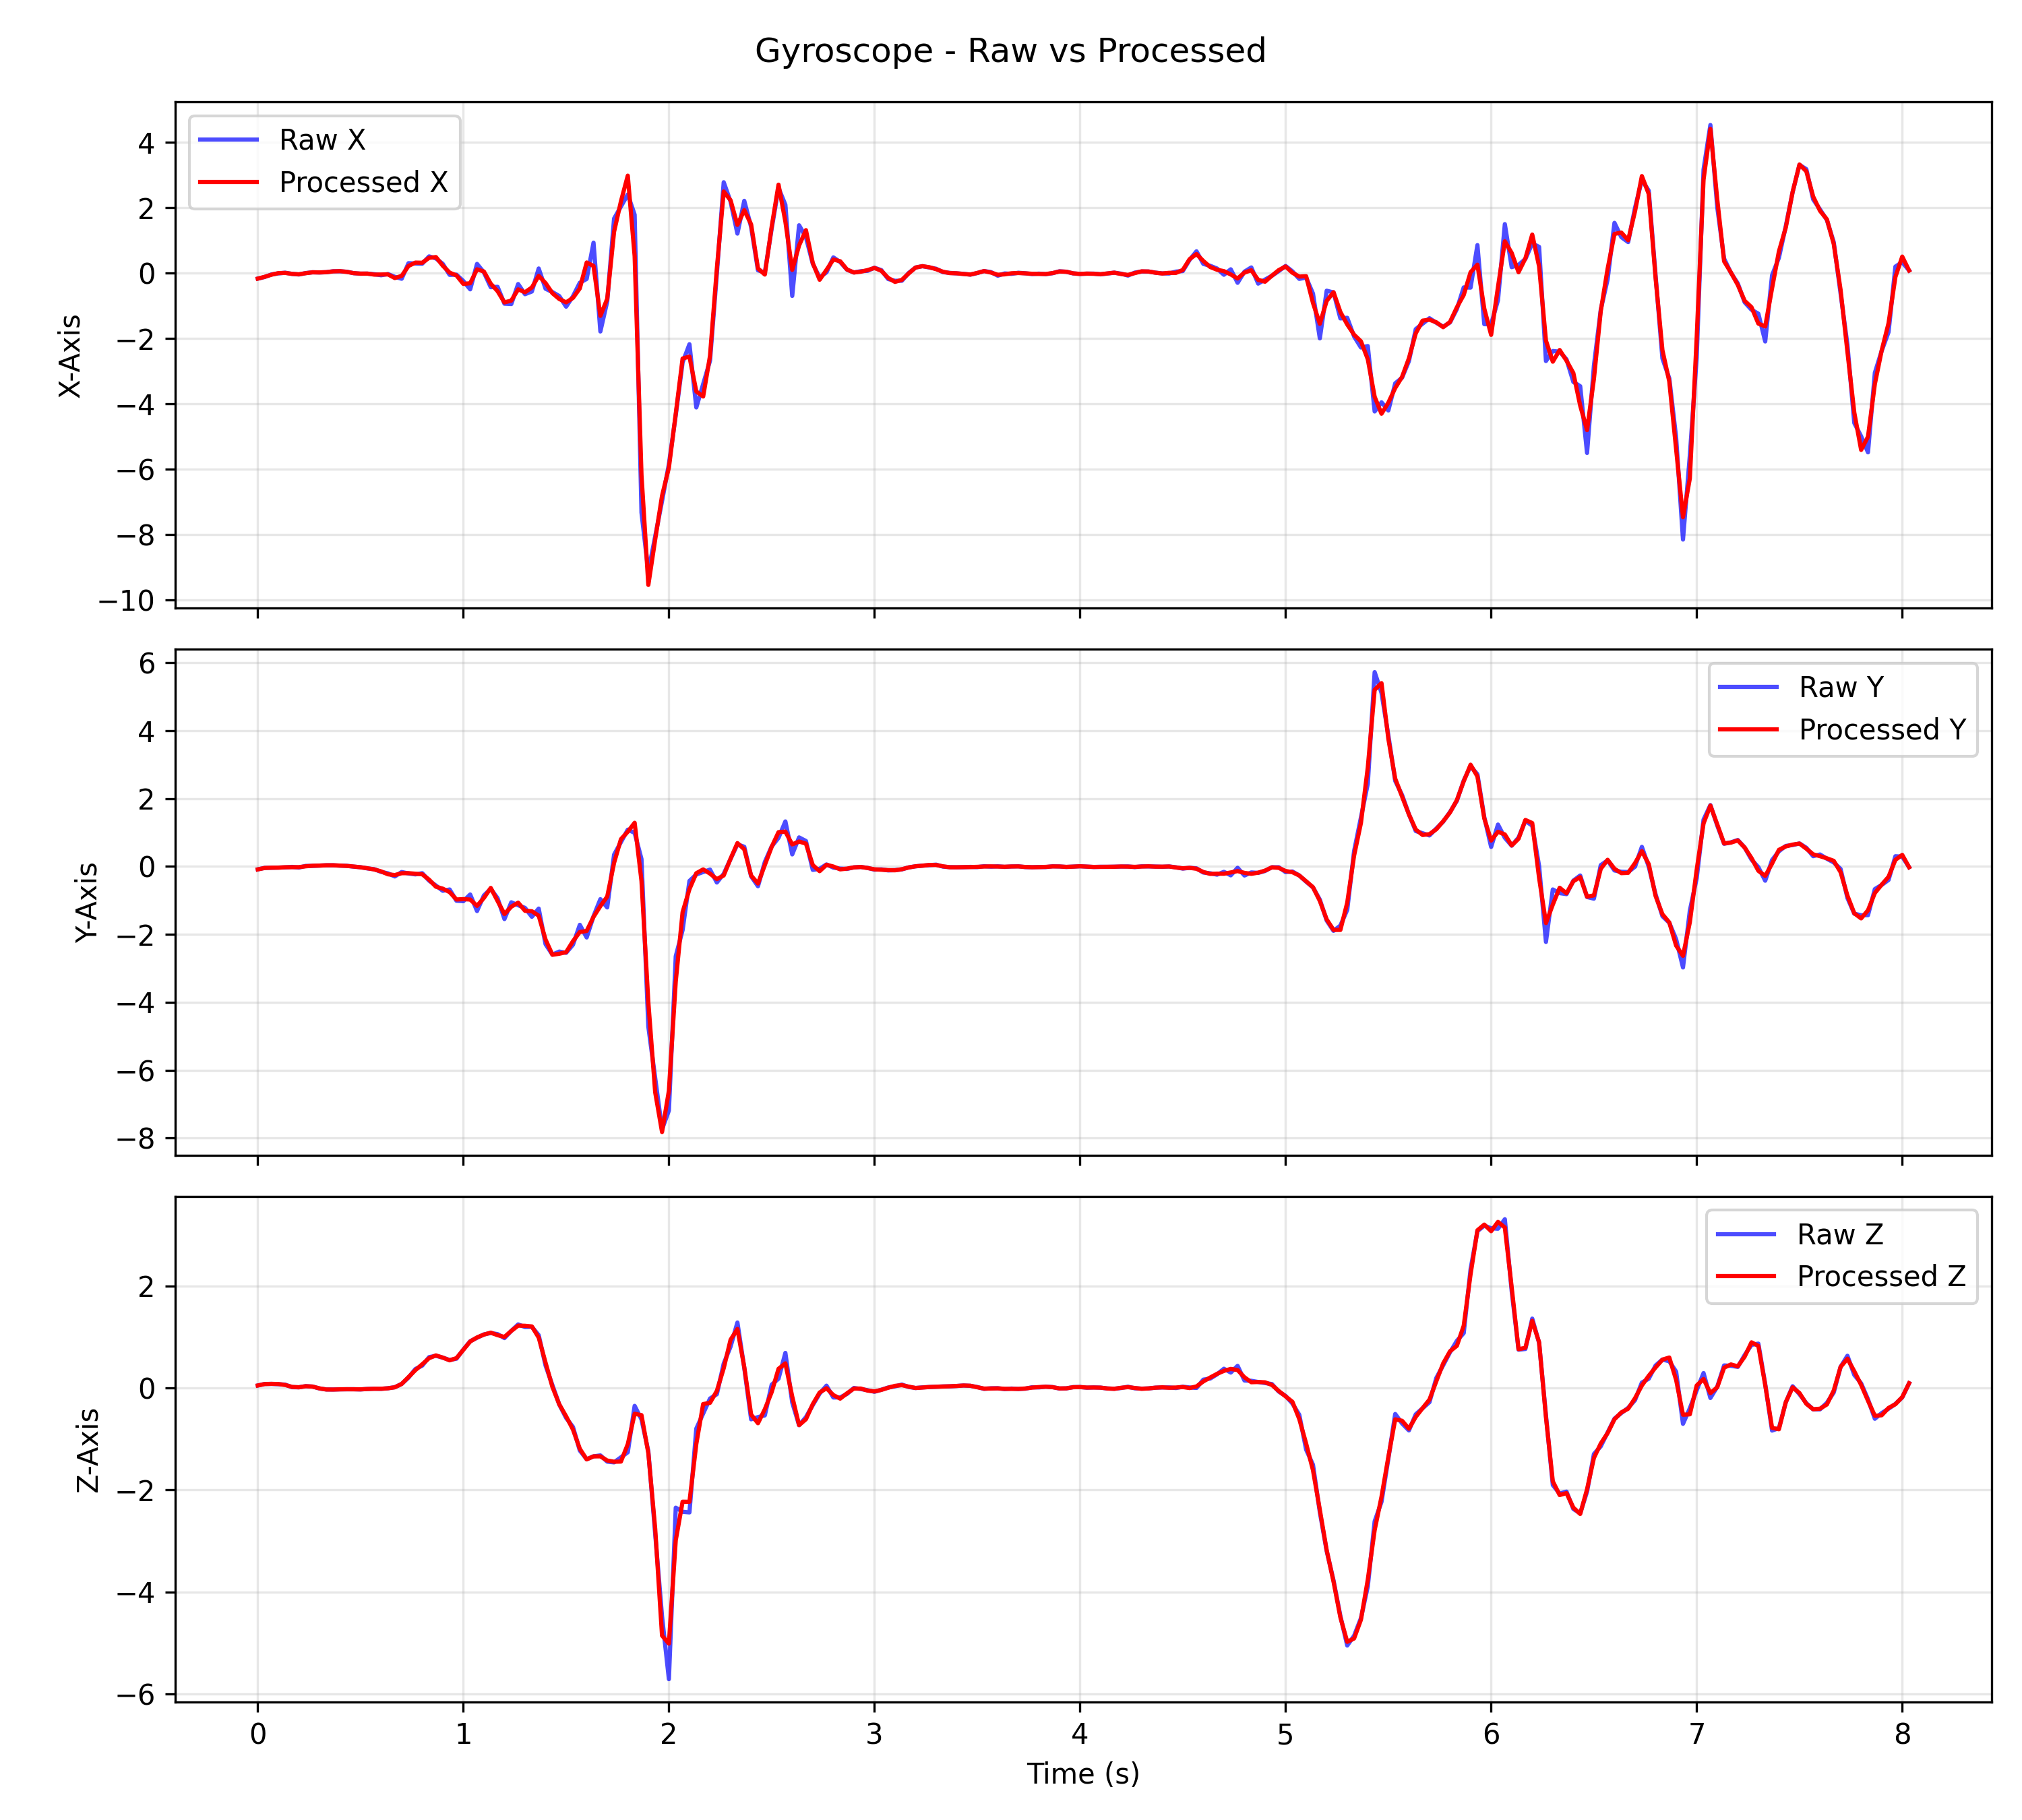 Gyroscope - Raw vs Processed
Raw X
Processed X
4
2
0
−2
−4
−6
−8
−10
X-Axis
Raw Y
Processed Y
6
4
2
0
−2
−4
−6
−8
Y-Axis
Raw Z
Processed Z
2
0
−2
−4
−6
Z-Axis
0 1 2 3 4 5 6 7 8
Time (s)